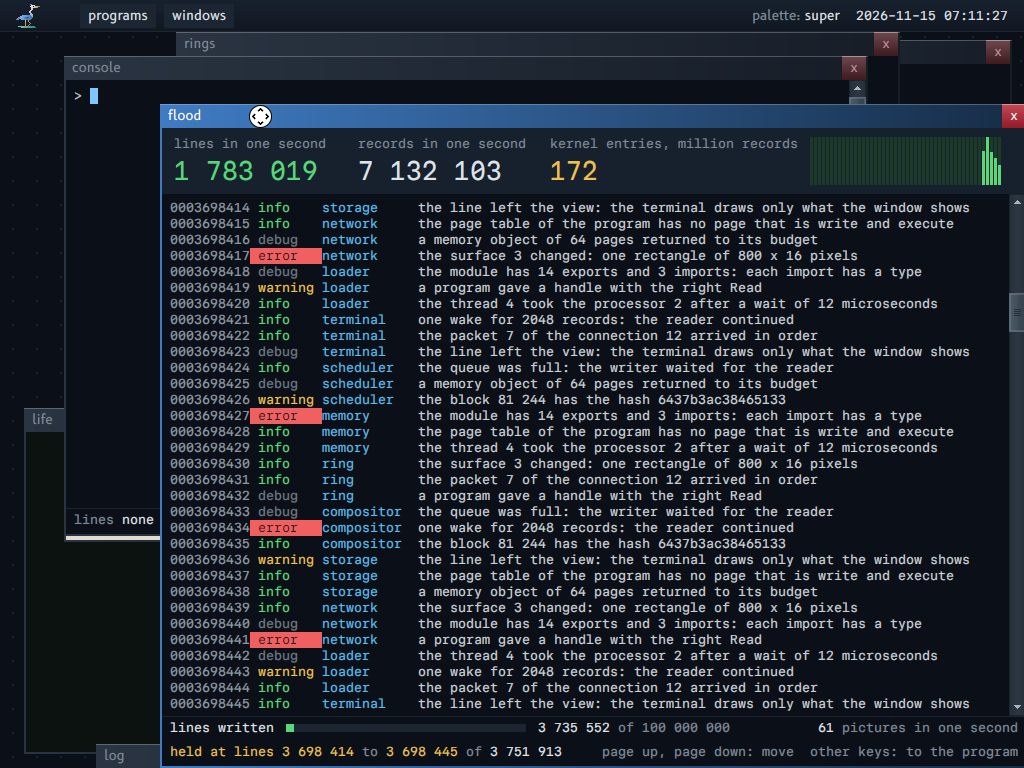 programs windows palette: super 2026-11-15 07:11:27
rings x
x
console x
>
flood x
lines in one second records in one second kernel entries, million records
1 783 019 7 132 103 172
0003698414 info storage the line left the view: the terminal draws only what the window shows
0003698415 info network the page table of the program has no page that is write and execute
0003698416 debug network a memory object of 64 pages returned to its budget
0003698417 error network the surface 3 changed: one rectangle of 800 x 16 pixels
0003698418 debug loader the module has 14 exports and 3 imports: each import has a type
0003698419 warning loader a program gave a handle with the right Read
0003698420 info loader the thread 4 took the processor 2 after a wait of 12 microseconds
0003698421 info terminal one wake for 2048 records: the reader continued
0003698422 info terminal the packet 7 of the connection 12 arrived in order
0003698423 debug terminal the line left the view: the terminal draws only what the window shows
0003698424 info scheduler the queue was full: the writer waited for the reader
0003698425 debug scheduler a memory object of 64 pages returned to its budget
0003698426 warning scheduler the block 81 244 has the hash 6437b3ac38465133
0003698427 error memory the module has 14 exports and 3 imports: each import has a type
0003698428 info memory the page table of the program has no page that is write and execute
0003698429 info memory the thread 4 took the processor 2 after a wait of 12 microseconds
0003698430 info ring the surface 3 changed: one rectangle of 800 x 16 pixels
0003698431 info ring the packet 7 of the connection 12 arrived in order
0003698432 debug ring a program gave a handle with the right Read
0003698433 debug compositor the queue was full: the writer waited for the reader
0003698434 error compositor one wake for 2048 records: the reader continued
0003698435 info compositor the block 81 244 has the hash 6437b3ac38465133
0003698436 warning storage the line left the view: the terminal draws only what the window shows
0003698437 info storage the page table of the program has no page that is write and execute
0003698438 info storage a memory object of 64 pages returned to its budget
0003698439 info network the surface 3 changed: one rectangle of 800 x 16 pixels
0003698440 debug network the module has 14 exports and 3 imports: each import has a type
0003698441 error network a program gave a handle with the right Read
0003698442 debug loader the thread 4 took the processor 2 after a wait of 12 microseconds
0003698443 warning loader one wake for 2048 records: the reader continued
0003698444 info loader the packet 7 of the connection 12 arrived in order
0003698445 info terminal the line left the view: the terminal draws only what the window shows
lines written 3 735 552 of 100 000 000 61 pictures in one second
held at lines 3 698 414 to 3 698 445 of 3 751 913 page up, page down: move other keys: to the program
life
lines none
log